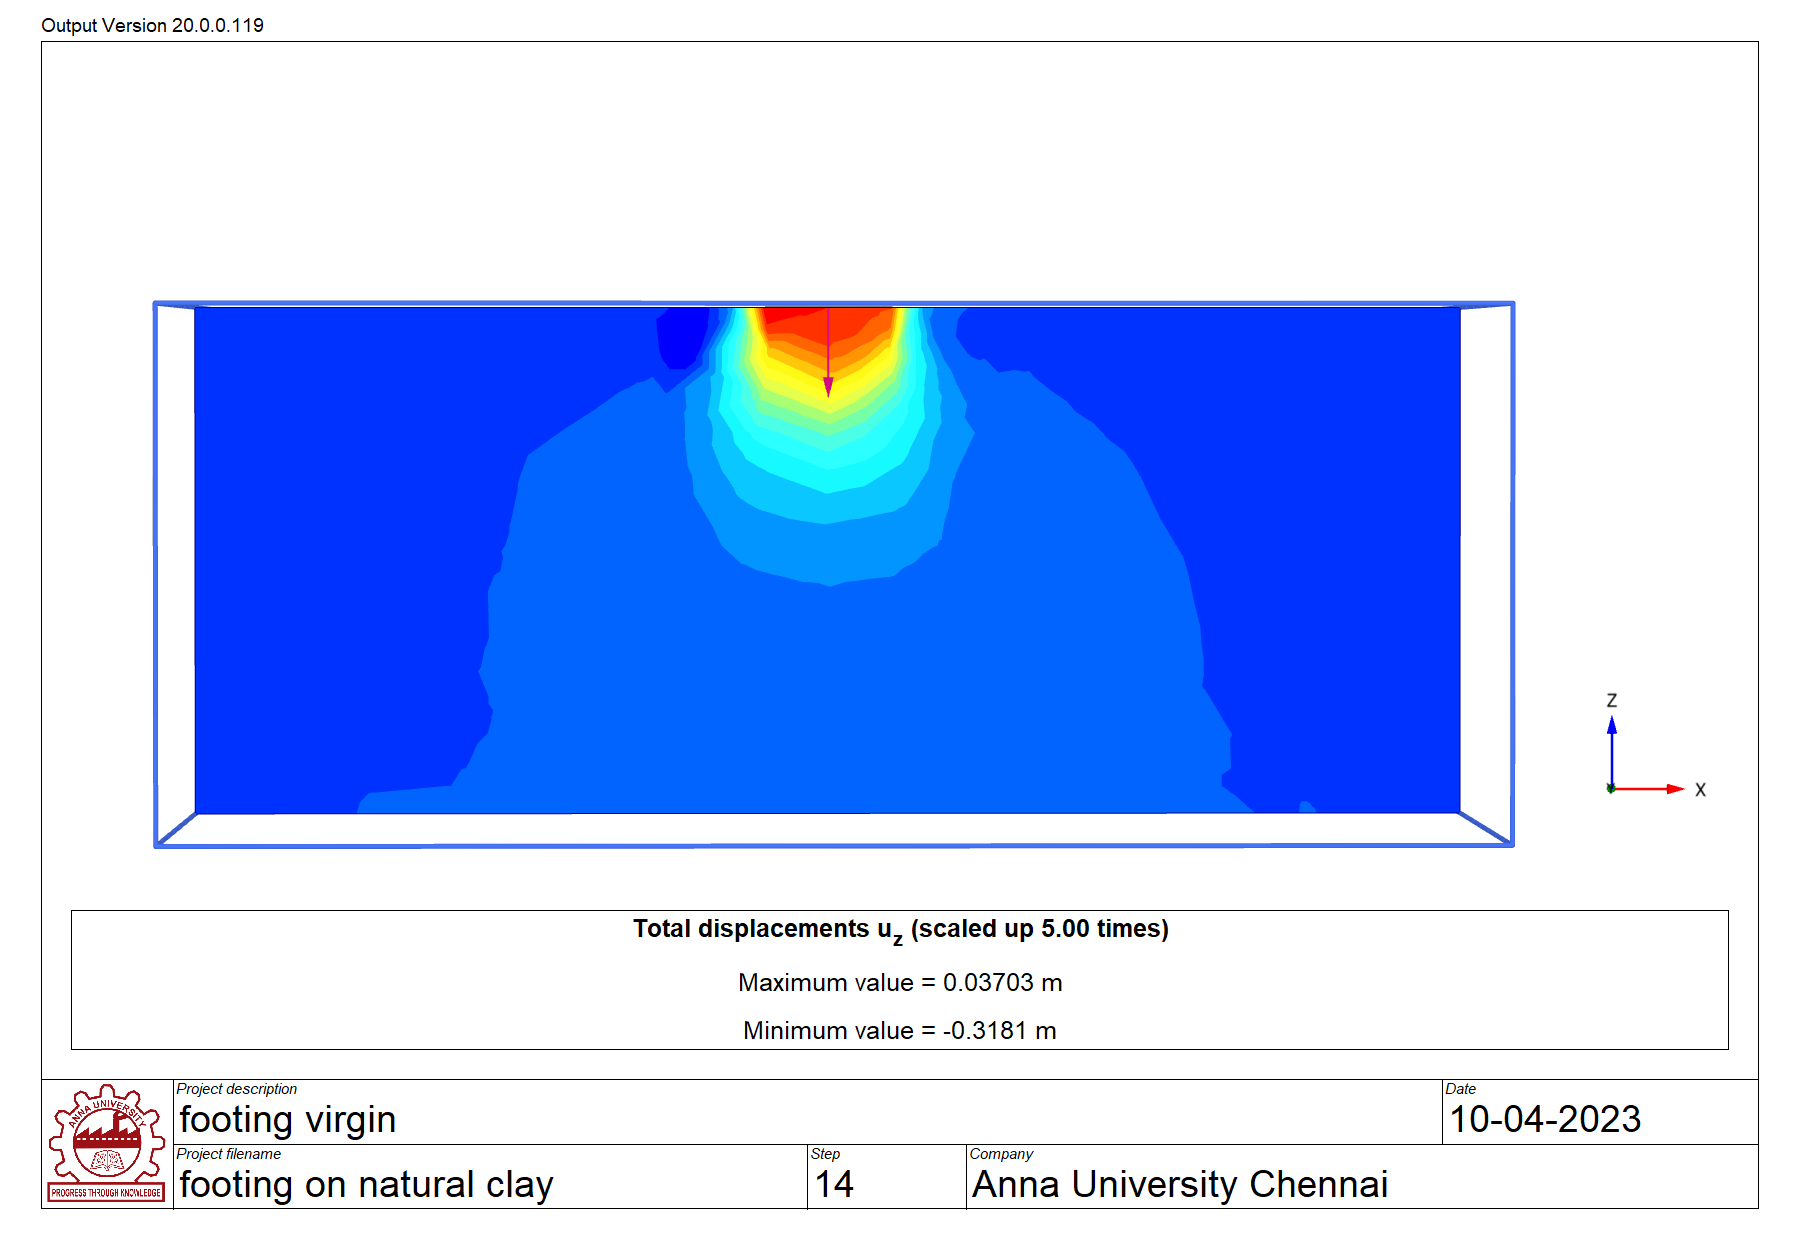 Output Version 20.0.0.119
Z
X
Total displacements uz (scaled up 5.00 times)
Maximum value = 0.03703 m
Minimum value = -0.3181 m
Project description
footing virgin
Date
10-04-2023
Project filename
footing on natural clay
Step
14
Company
Anna University Chennai
ANNA UNIVERSITY
PROGRESS THROUGH KNOWLEDGE